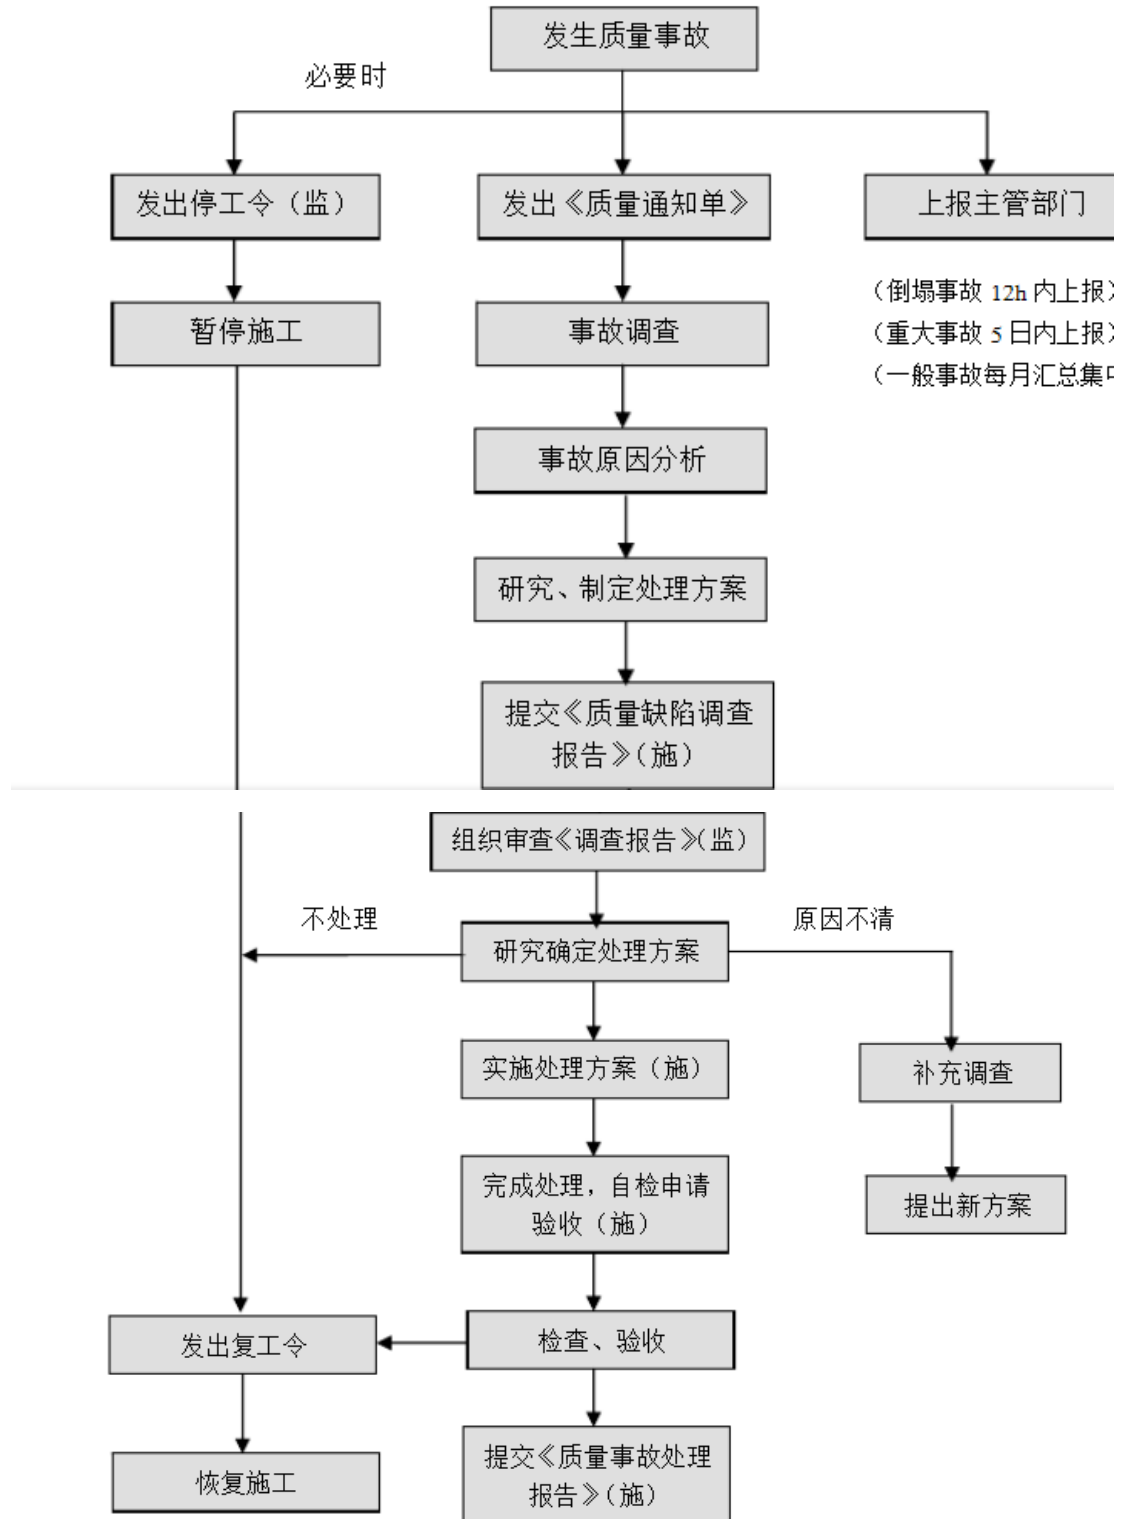 发生质量事故
必要时
发出停工令（监）
发出《质量通知单》
上报主管部门
暂停施工
事故调查
（倒塌事故 12h 内上报）
（重大事故 5 日内上报）
（一般事故每月汇总集中
事故原因分析
研究、制定处理方案
提交《质量缺陷调查
报告》（施）
组织审查《调查报告》（监）
不处理
原因不清
研究确定处理方案
实施处理方案（施）
补充调查
完成处理，自检申请
验收（施）
提出新方案
发出复工令
检查、验收
恢复施工
提交《质量事故处理
报告》（施）